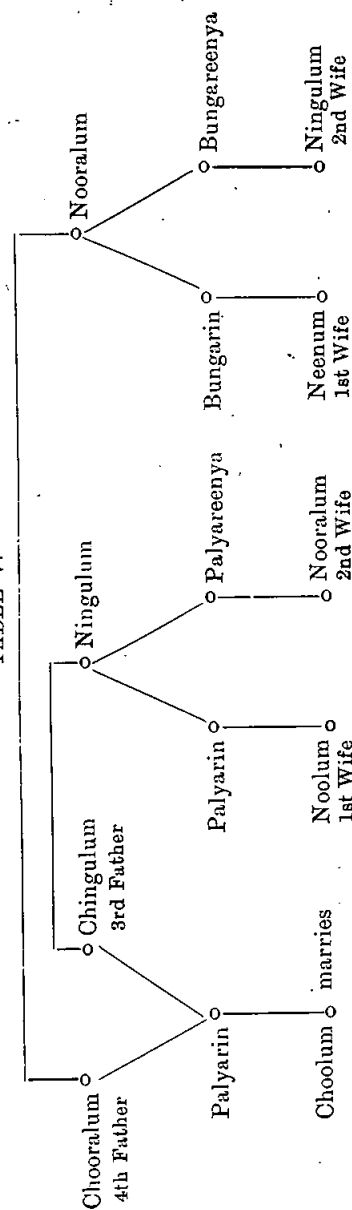 TABLE
Chooralum
4th Father
Chingulum
3rd Father
Ningulum
Nooralum
Palyarin
Palyarin
Palyareenya
Bungarin
Bungareenya
Choolum marries
Noolum
1st Wife
Nooralum
2nd Wife
Neenum
1st Wife
Ningulum
2nd Wife